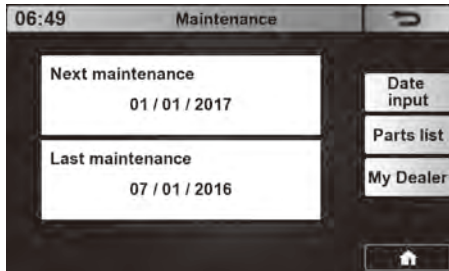 06:49 Maintenance
Next maintenance
01 / 01 / 2017
Last maintenance
07 / 01 / 2016
Date
input
Parts list
My Dealer